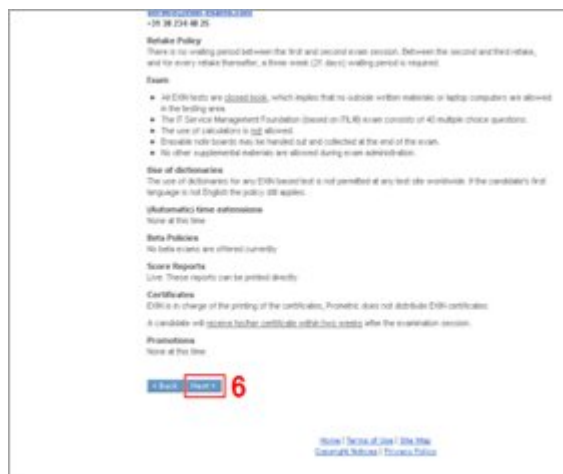 +31 30 234 48 25
Retake Policy
There is no waiting period between the first and second exam session. Between the second and third retake,
and for every retake thereafter, a three week (21 days) waiting period is required.
Exam
All EXIN tests are closed book, which implies that no outside written materials or laptop computers are allowed
in the testing area.
The IT Service Management Foundation (based on ITIL®) exam consists of 40 multiple choice questions.
The use of calculators is not allowed.
Erasable note boards may be handed out and collected at the end of the exam.
No other supplemental materials are allowed during exam administration.
Use of dictionaries
The use of dictionaries for any EXIN based test is not permitted at any test site worldwide. If the candidate's first
language is not English the policy still applies.
(Automatic) time extensions
None at this time
Beta Policies
No beta exams are offered currently
Score Reports
Live. These reports can be printed directly
Certificates
EXIN is in charge of the printing of the certificates, Prometric does not distribute EXIN certificates
A candidate will receive his/her certificate within two weeks after the examination session.
Promotions
None at this time
< Back Next > 6
Home | Terms of Use | Site Map
Copyright Notices | Privacy Policy